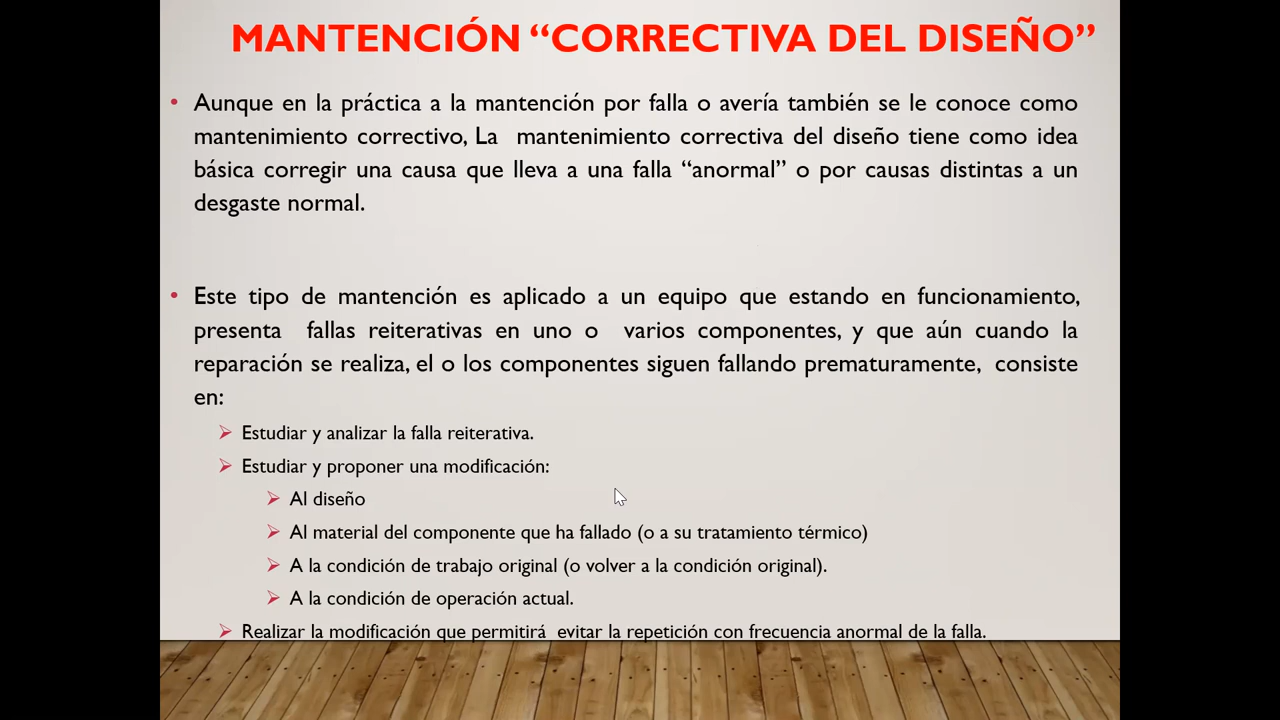 MANTENCIÓN “CORRECTIVA DEL DISEÑO”
• Aunque en la práctica a la mantención por falla o avería también se le conoce como
mantenimiento correctivo, La mantenimiento correctiva del diseño tiene como idea
básica corregir una causa que lleva a una falla “anormal” o por causas distintas a un
desgaste normal.
• Este tipo de mantención es aplicado a un equipo que estando en funcionamiento,
presenta fallas reiterativas en uno o varios componentes, y que aún cuando la
reparación se realiza, el o los componentes siguen fallando prematuramente, consiste
en:
➢ Estudiar y analizar la falla reiterativa.
➢ Estudiar y proponer una modificación:
➢ Al diseño
➢ Al material del componente que ha fallado (o a su tratamiento térmico)
➢ A la condición de trabajo original (o volver a la condición original).
➢ A la condición de operación actual.
➢ Realizar la modificación que permitirá evitar la repetición con frecuencia anormal de la falla.